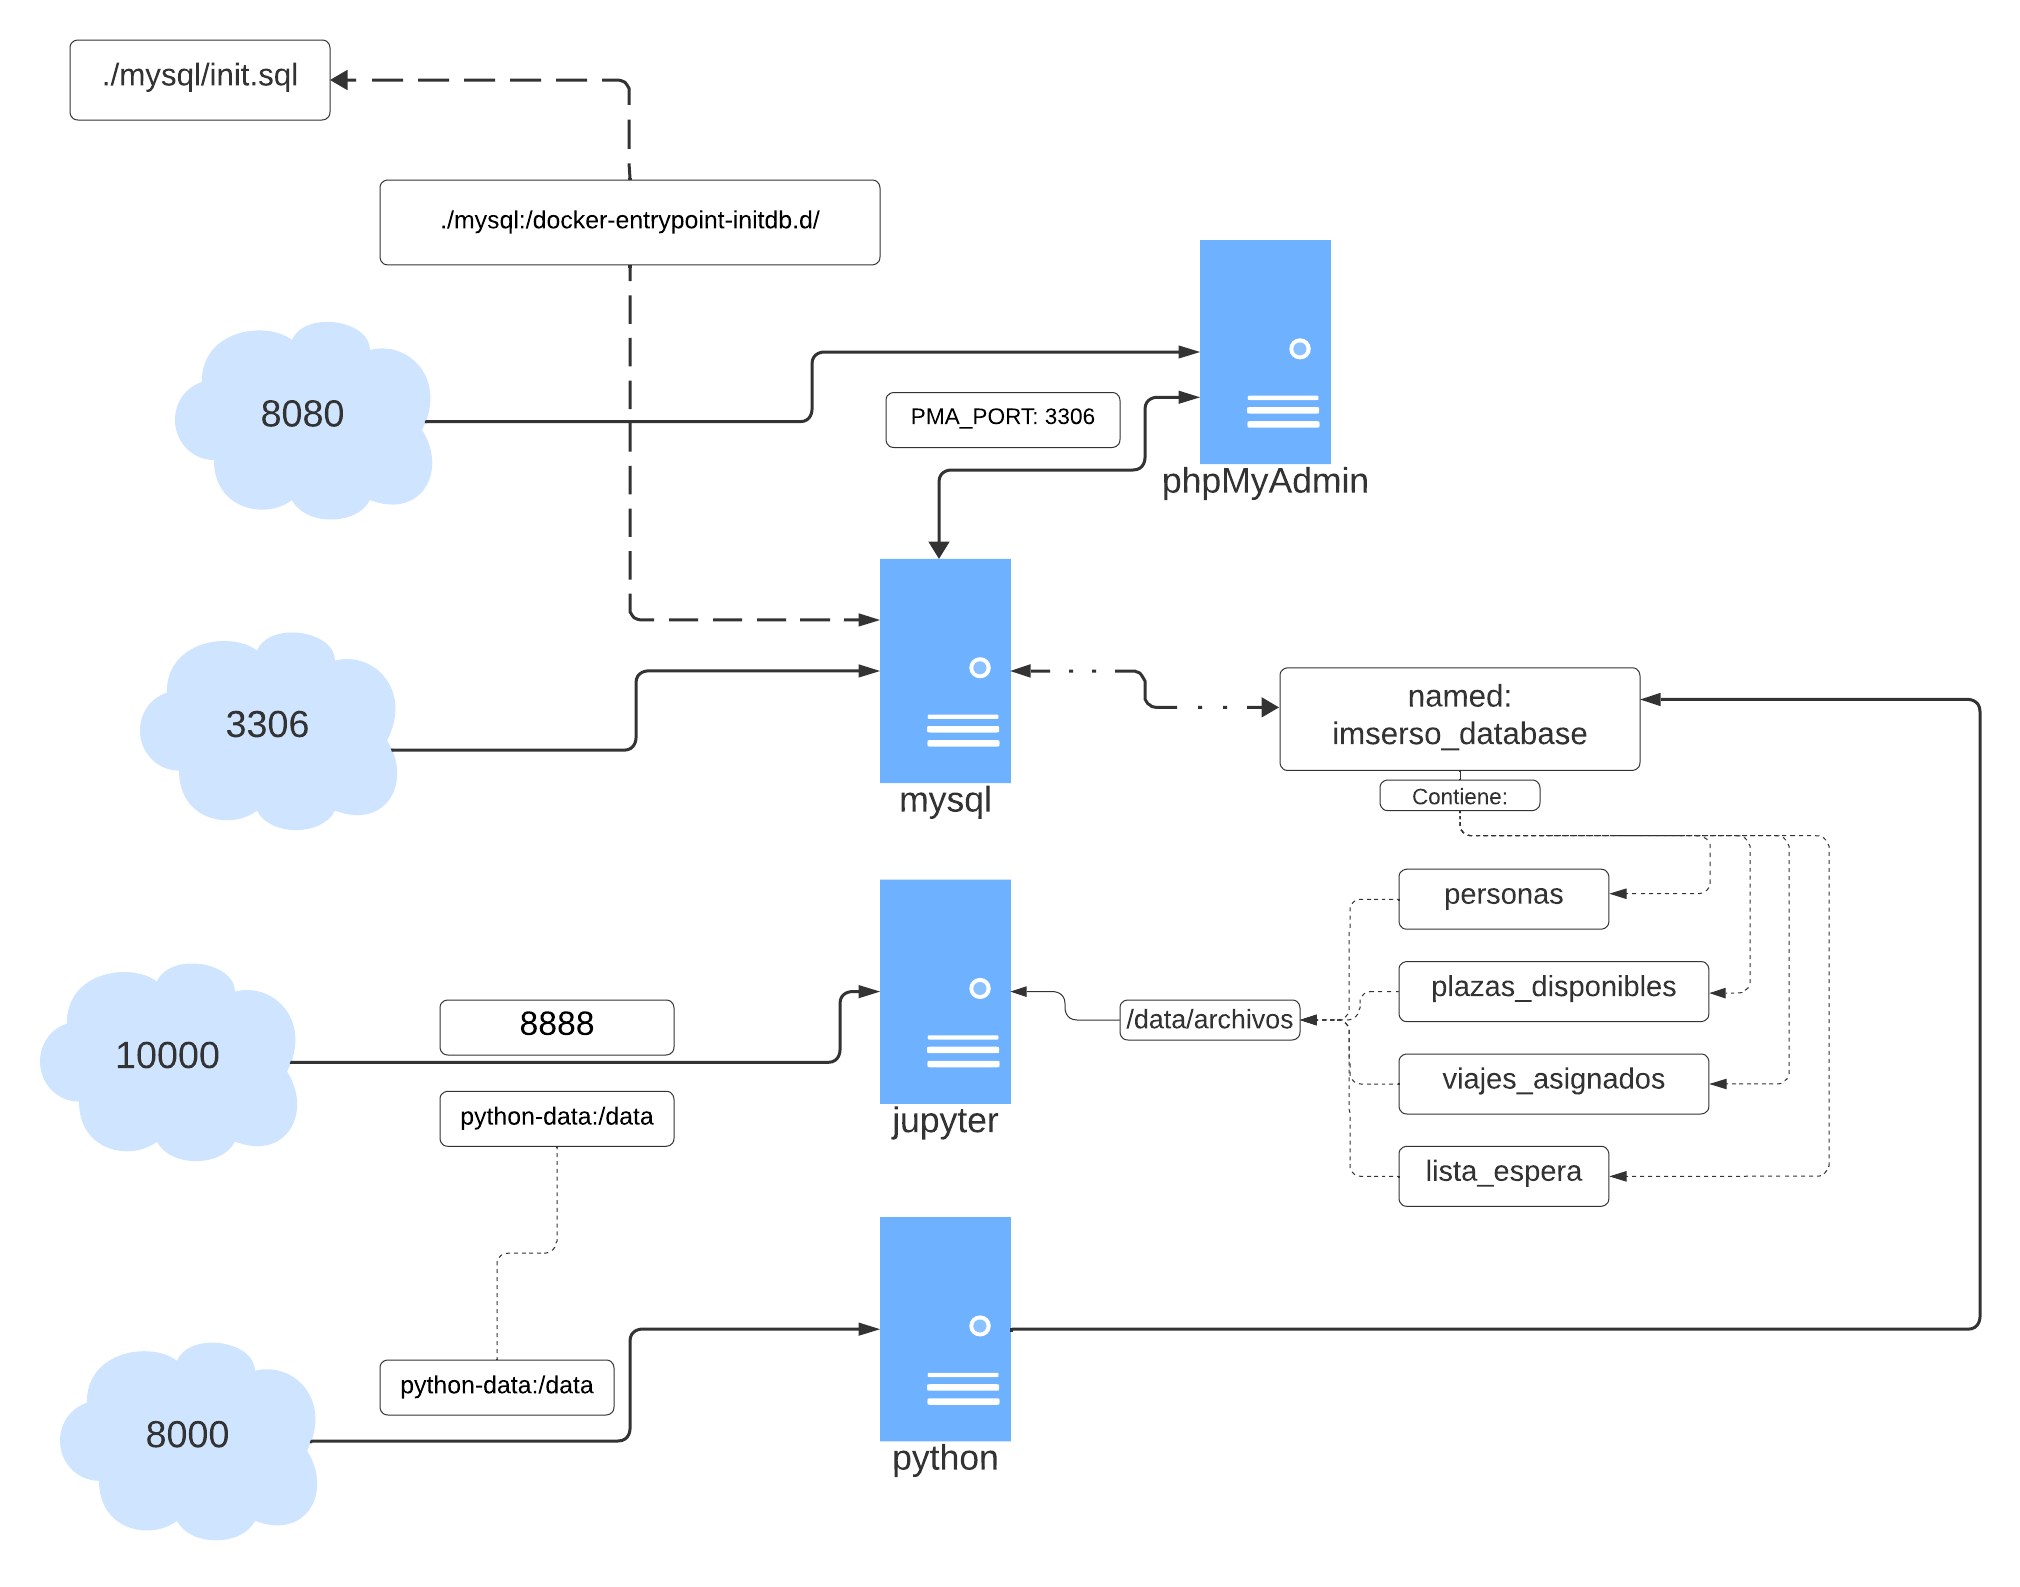 ./mysql/init.sql
./mysql:/docker-entrypoint-initdb.d/
8080
PMA_PORT: 3306
phpMyAdmin
3306
mysql
named:
imserso_database
Contiene:
personas
plazas_disponibles
viajes_asignados
lista_espera
/data/archivos
10000
8888
jupyter
python-data:/data
python-data:/data
8000
python